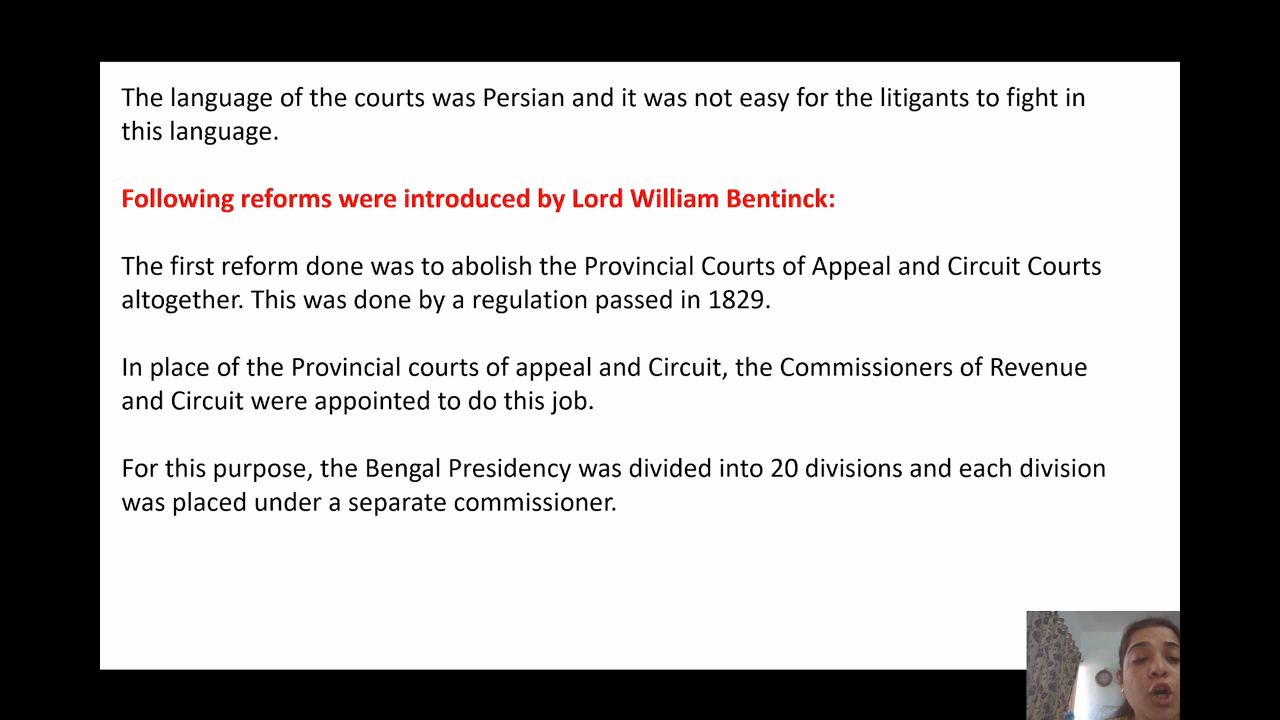 The language of the courts was Persian and it was not easy for the litigants to fight in
this language.
Following reforms were introduced by Lord William Bentinck:
The first reform done was to abolish the Provincial Courts of Appeal and Circuit Courts
altogether. This was done by a regulation passed in 1829.
In place of the Provincial courts of appeal and Circuit, the Commissioners of Revenue
and Circuit were appointed to do this job.
For this purpose, the Bengal Presidency was divided into 20 divisions and each division
was placed under a separate commissioner.